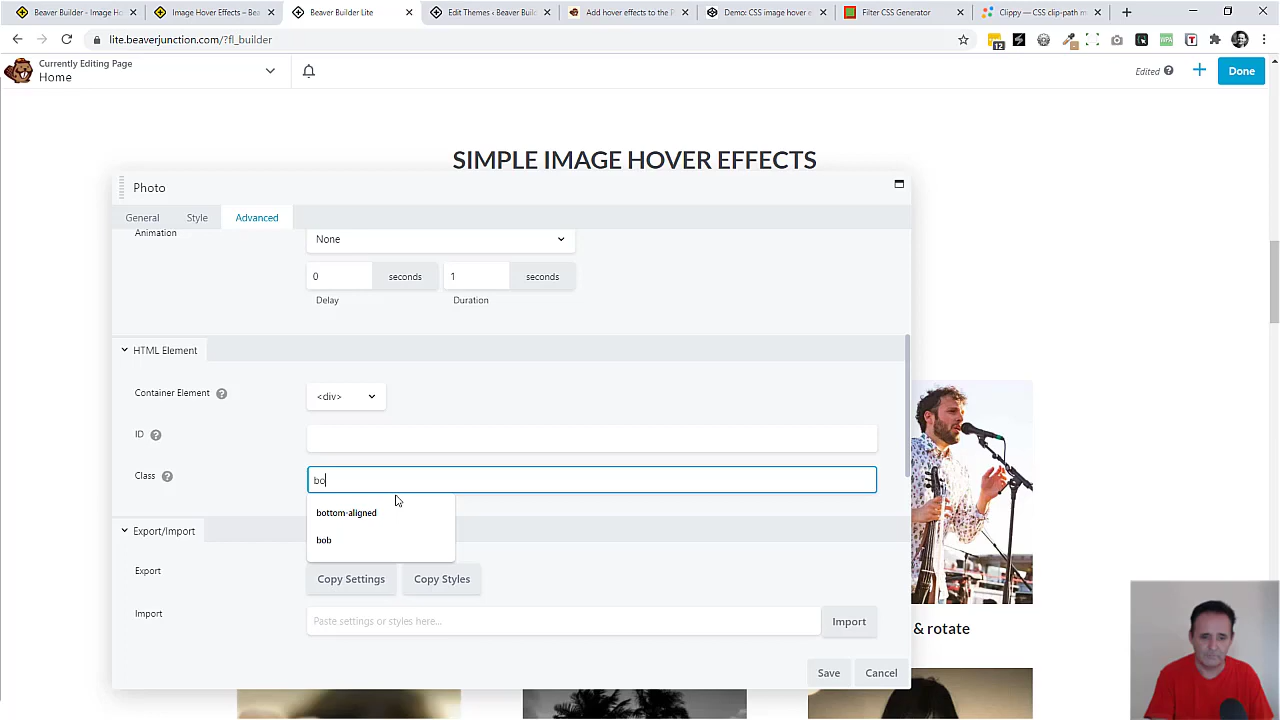 Beaver Builder - Image Ho
Image Hover Effects – Bea
Beaver Builder Lite
Edit Themes ‹ Beaver Builde
Add hover effects to the P
Demo: CSS image hover e
Filter CSS Generator
Clippy — CSS clip-path m
lite.beaverjunction.com/?fl_builder
12
WPA
Currently Editing Page
Home
Edited
Done
SIMPLE IMAGE HOVER EFFECTS
Photo
General
Style
Advanced
Animation
None
0
seconds
1
seconds
Delay
Duration
HTML Element
Container Element
<div>
ID
Class
bo
bottom-aligned
bob
Export/Import
Export
Copy Settings
Copy Styles
Import
Paste settings or styles here...
Import
& rotate
Save
Cancel